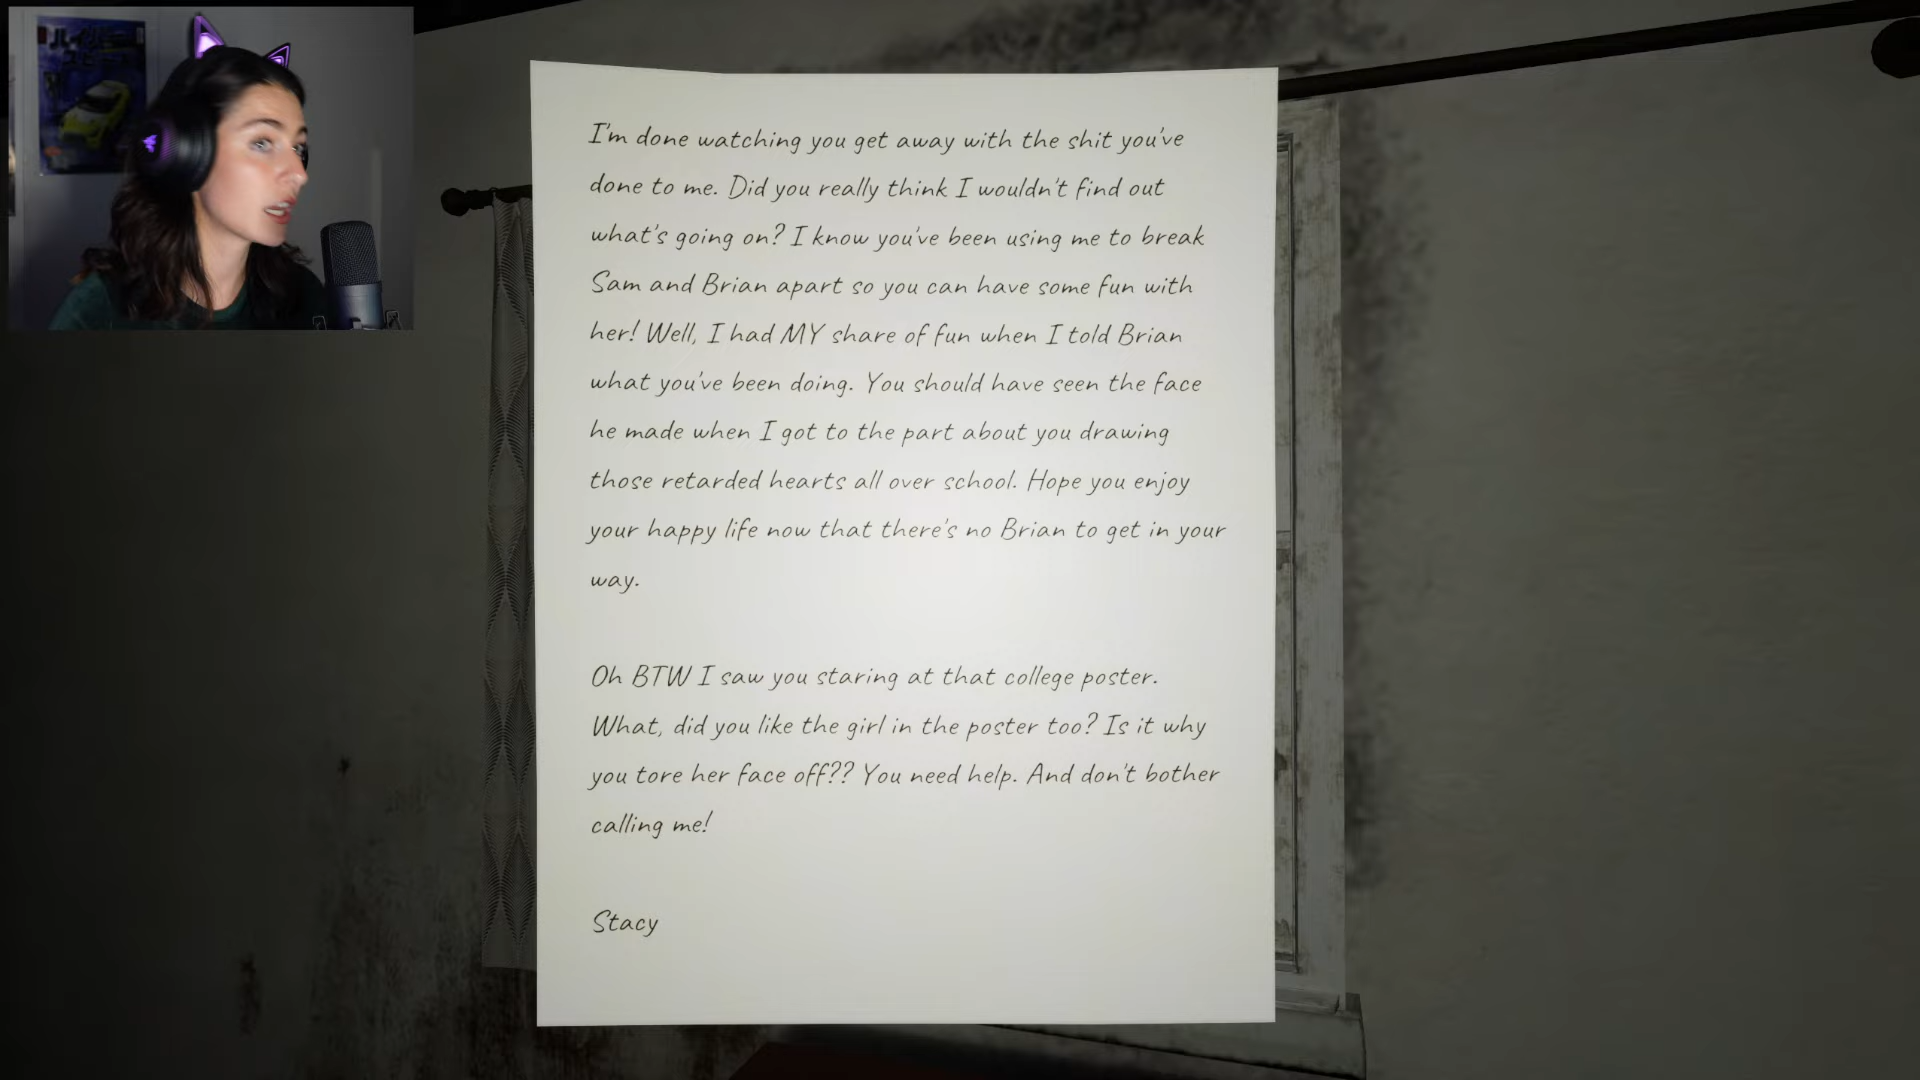 I'm done watching you get away with the shit you've
done to me. Did you really think I wouldn't find out
what's going on? I know you've been using me to break
Sam and Brian apart so you can have some fun with
her! Well, I had MY share of fun when I told Brian
what you've been doing. You should have seen the face
he made when I got to the part about you drawing
those retarded hearts all over school. Hope you enjoy
your happy life now that there's no Brian to get in your
way.
Oh BTW I saw you staring at that college poster.
What, did you like the girl in the poster too? Is it why
you tore her face off?? You need help. And don't bother
calling me!
Stacy